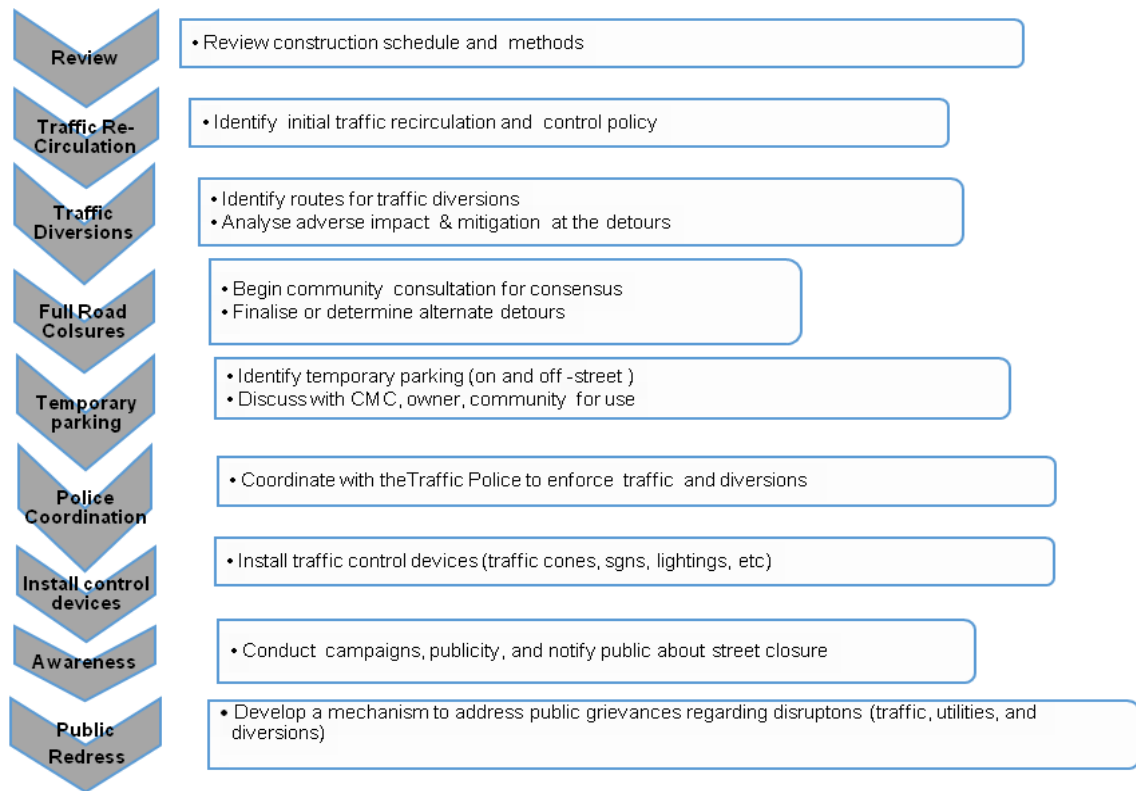 Review
• Review construction schedule and methods
Traffic Re-
Circulation
• Identify initial traffic recirculation and control policy
Traffic
Diversions
• Identify routes for traffic diversions
• Analyse adverse impact & mitigation at the detours
Full Road
Colsures
• Begin community consultation for consensus
• Finalise or determine alternate detours
Temporary
parking
• Identify temporary parking (on and off -street )
• Discuss with CMC, owner, community for use
Police
Coordination
• Coordinate with theTraffic Police to enforce traffic and diversions
Install control
devices
• Install traffic control devices (traffic cones, sgns, lightings, etc)
Awareness
• Conduct campaigns, publicity, and notify public about street closure
Public
Redress
• Develop a mechanism to address public grievances regarding disruptons (traffic, utilities, and
diversions)